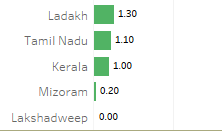 Ladakh 1.30
Tamil Nadu 1.10
Kerala 1.00
Mizoram 0.20
Lakshadweep 0.00